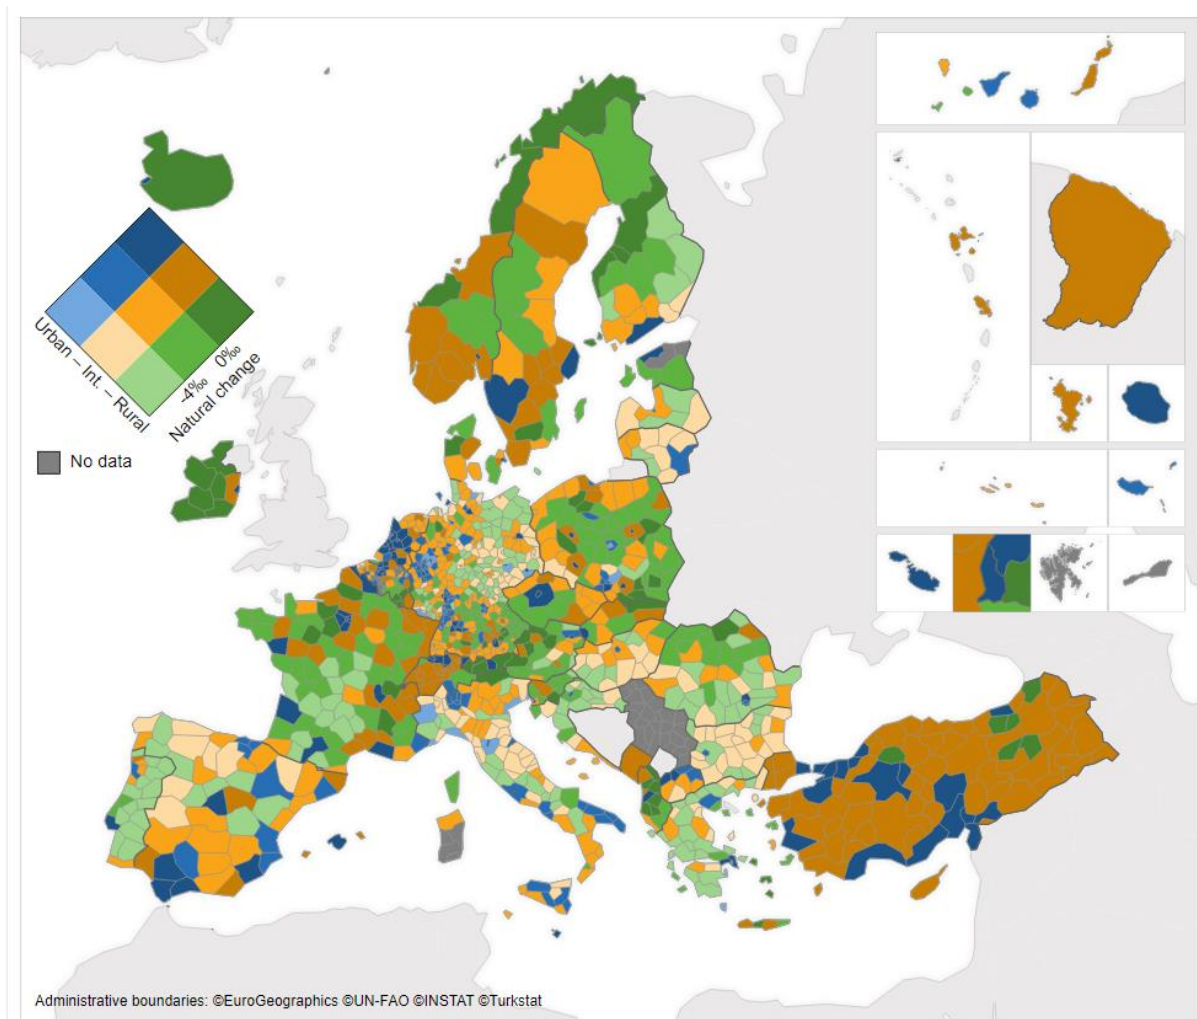 0‰
-4‰
Natural change
Urban – Int. – Rural
No data
Administrative boundaries: ©EuroGeographics ©UN-FAO ©INSTAT ©Turkstat